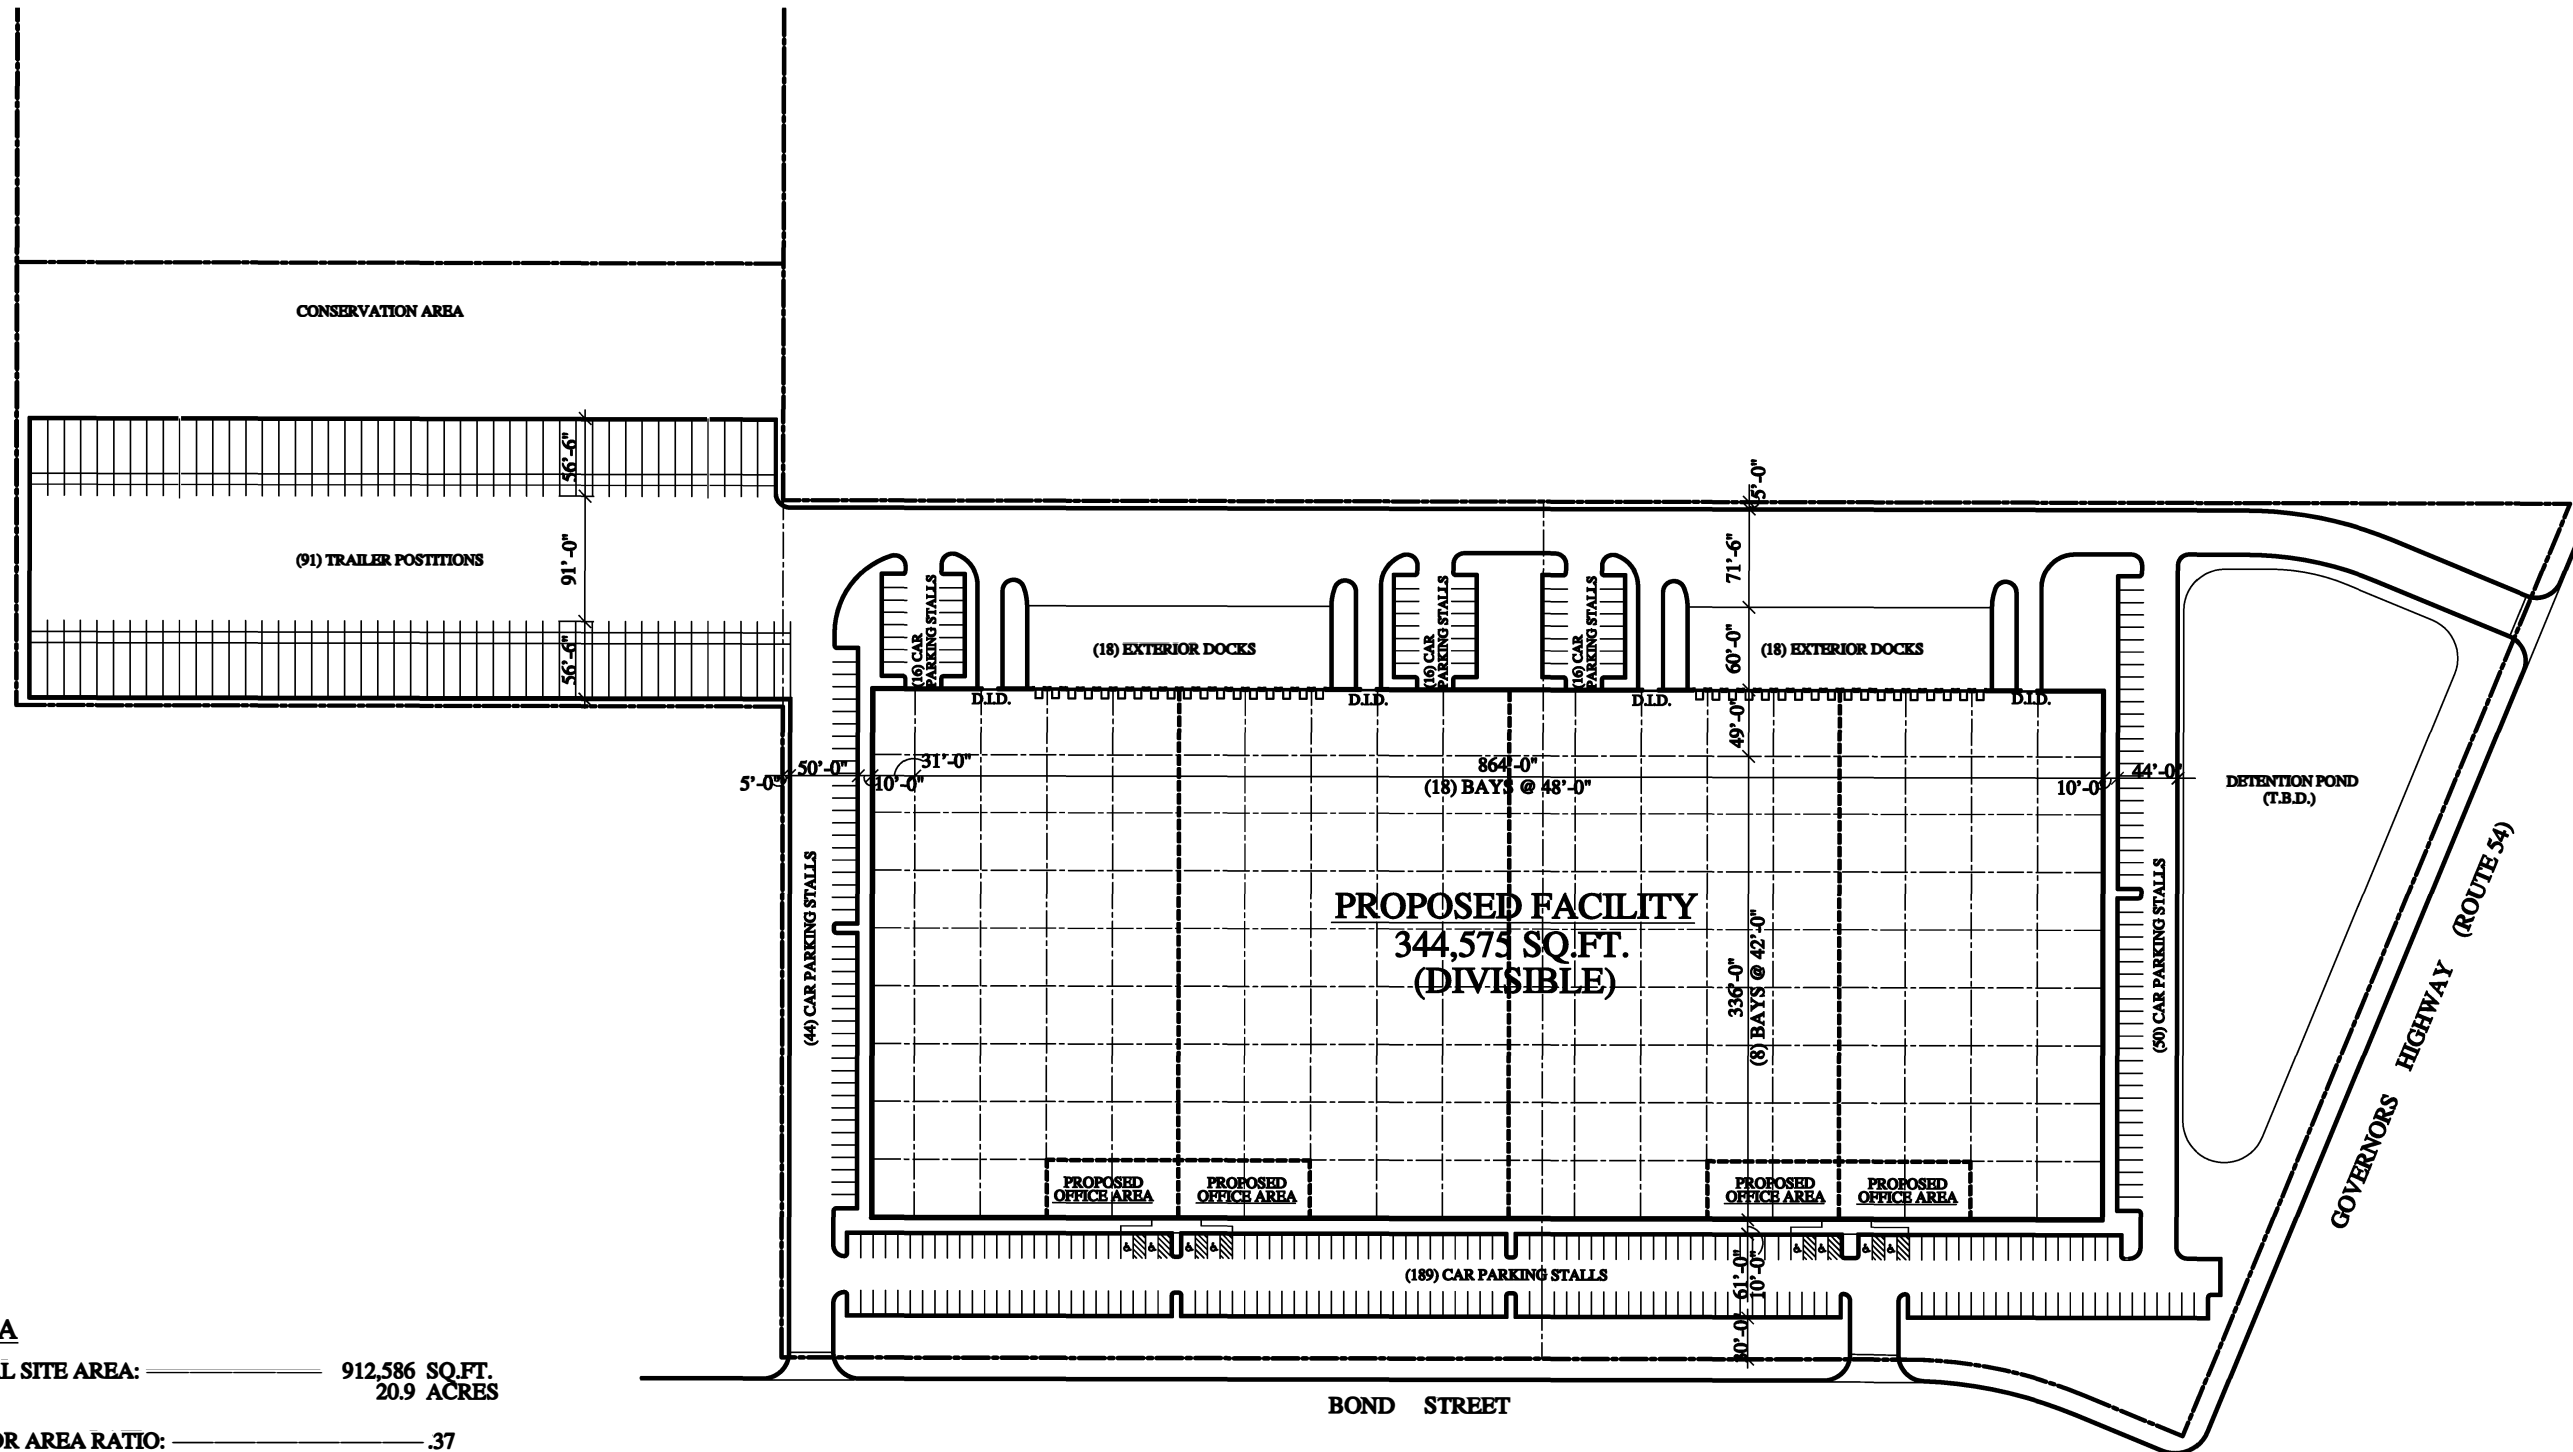 CONSERVATION AREA
56'-6"
91'-0"
56'-6"
(91) TRAILER POSTITIONS
5'-0"
71'-6"
60'-0"
49'-0"
(16) CAR
PARKING STALLS
(16) CAR
PARKING STALLS
(16) CAR
PARKING STALLS
(18) EXTERIOR DOCKS
(18) EXTERIOR DOCKS
D.I.D.
D.I.D.
D.I.D.
D.I.D.
5'-0"
50'-0"
10'-0"
31'-0"
864'-0"
(18) BAYS @ 48'-0"
10'-0"
44'-0"
DETENTION POND
(T.B.D.)
(44) CAR PARKING STALLS
PROPOSED FACILITY
344,575 SQ.FT.
(DIVISIBLE)
336'-0"
(8) BAYS @ 42'-0"
(50) CAR PARKING STALLS
GOVERNORS HIGHWAY (ROUTE 54)
PROPOSED
OFFICE AREA
PROPOSED
OFFICE AREA
PROPOSED
OFFICE AREA
PROPOSED
OFFICE AREA
(189) CAR PARKING STALLS
61'-0"
10'-0"
30'-0"
BOND STREET
A
L SITE AREA: 912,586 SQ.FT.
20.9 ACRES
OR AREA RATIO: .37